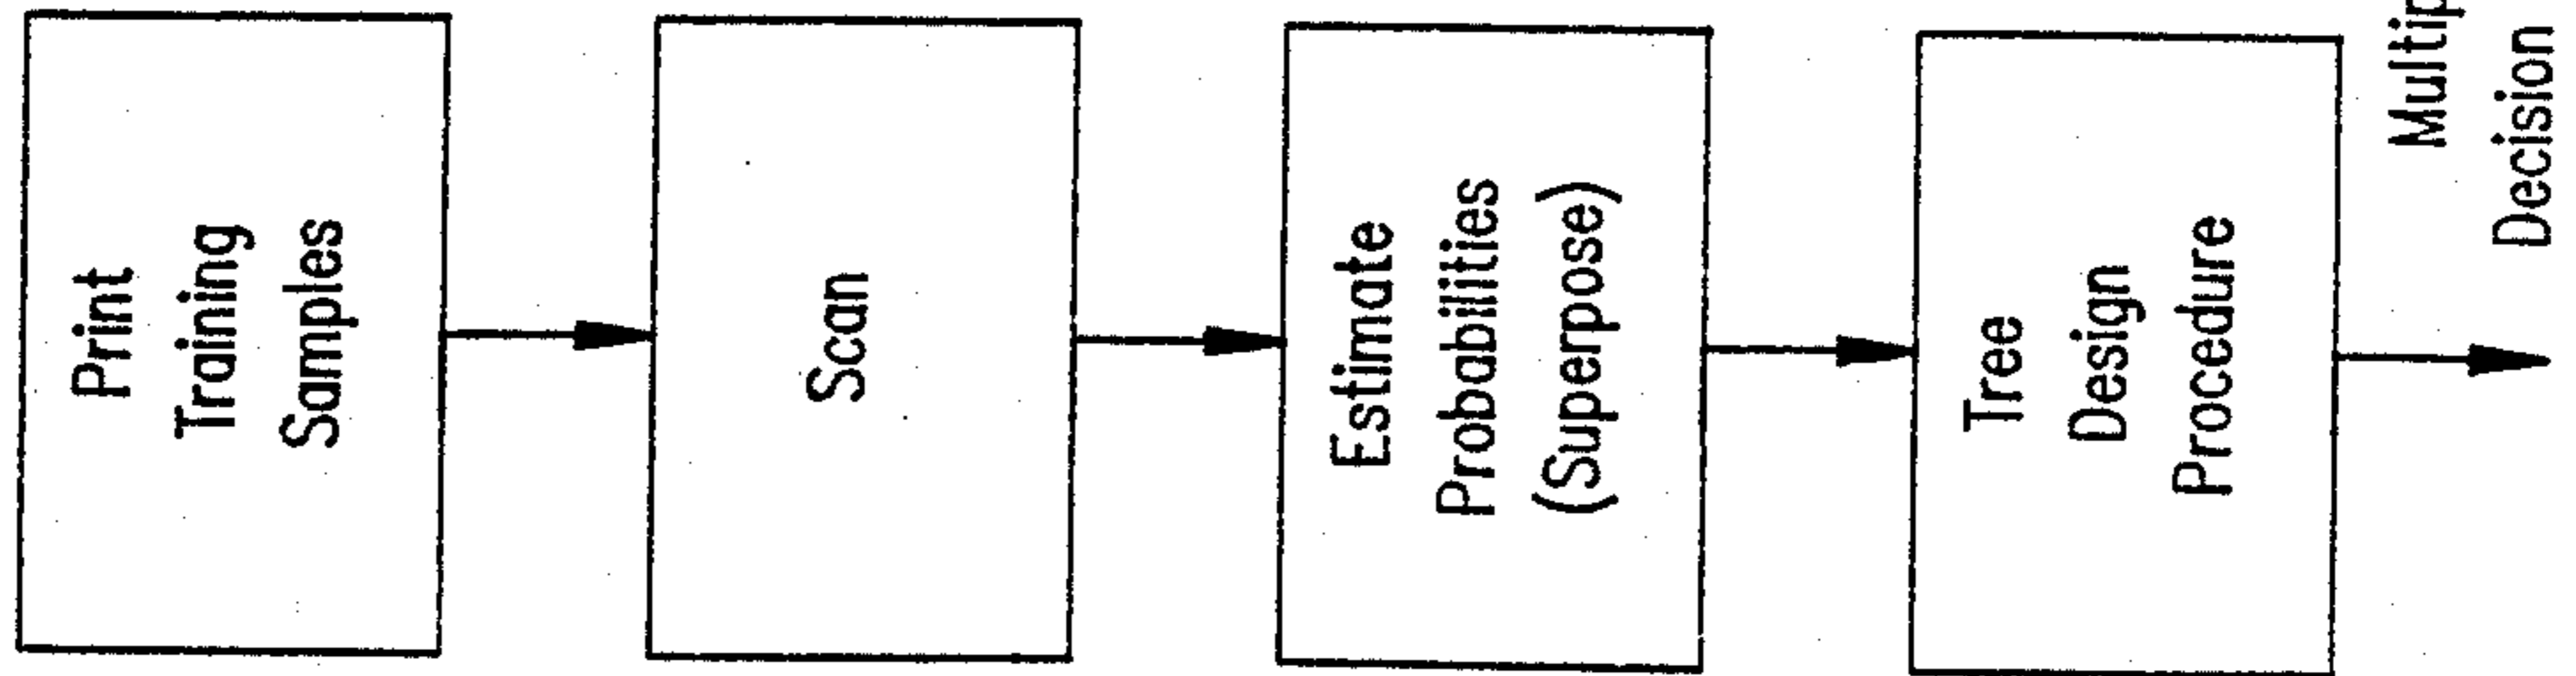 Print
Training
Samples
Scan
Estimate
Probabilities
(Superpose)
Tree
Design
Procedure
Decision